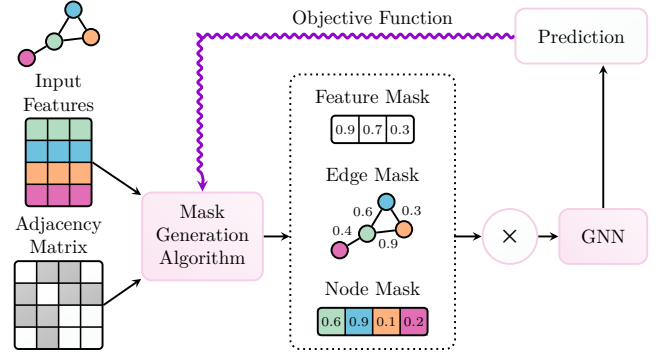 Objective Function
Prediction
Input
Features
Feature Mask
0.9 0.7 0.3
Edge Mask
0.6 0.3
0.4 0.9
Adjacency
Matrix
Mask
Generation
Algorithm
×
GNN
Node Mask
0.6 0.9 0.1 0.2